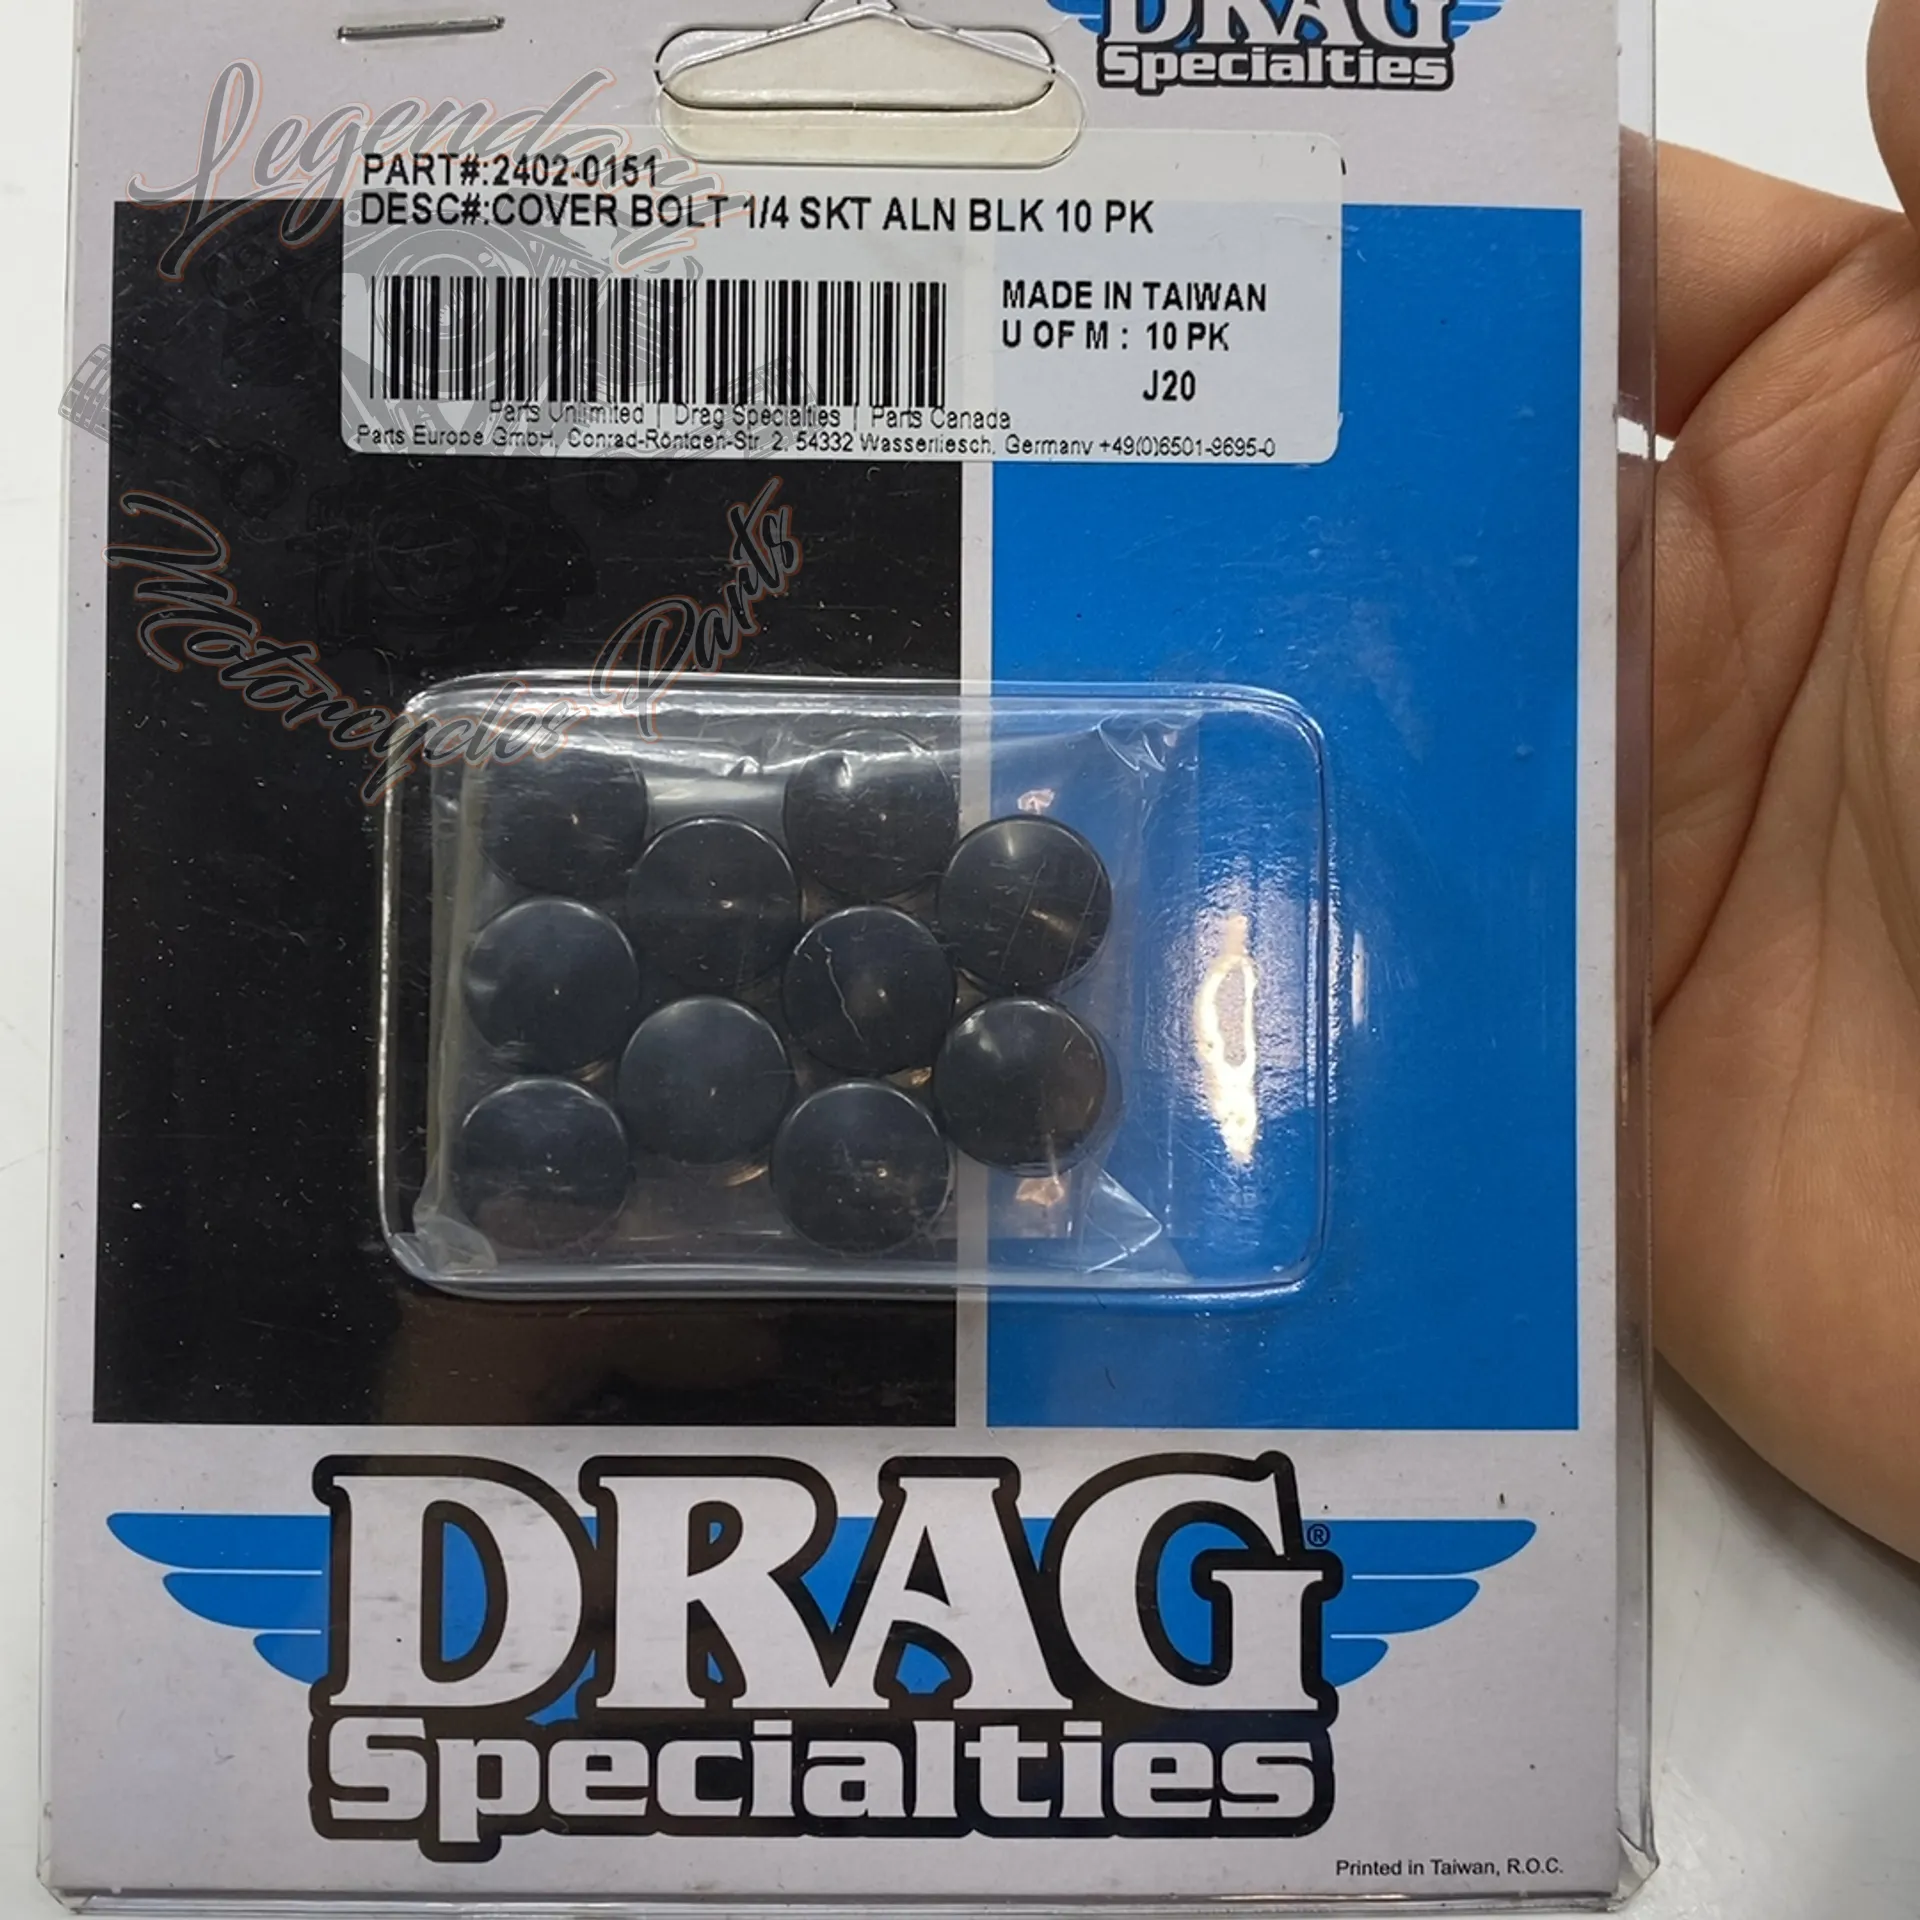 DRAG
Specialties
Legendary
PART#:2402-0151
DESC#:COVER BOLT 1/4 SKT ALN BLK 10 PK
MADE IN TAIWAN
U OF M : 10 PK
J20
Parts Unlimited | Drag Specialties | Parts Canada
Parts Europe GmbH, Conrad-Röntgen-Str. 2, 54332 Wasserliesch, Germany +49(0)6501-9695-0
Motorcycles Parts
DRAG®
Specialties
Printed in Taiwan, R.O.C.